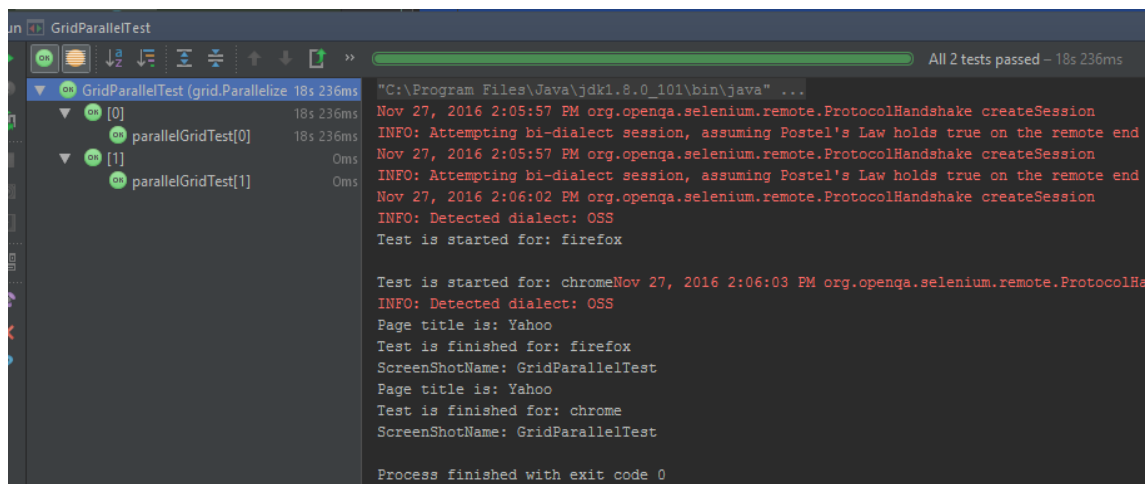 un GridParallelTest
All 2 tests passed – 18s 236ms
GridParallelTest (grid.Parallelize 18s 236ms
[0] 18s 236ms
parallelGridTest[0] 18s 236ms
[1] 0ms
parallelGridTest[1] 0ms
"C:\Program Files\Java\jdk1.8.0_101\bin\java" ...
Nov 27, 2016 2:05:57 PM org.openqa.selenium.remote.ProtocolHandshake createSession
INFO: Attempting bi-dialect session, assuming Postel's Law holds true on the remote end
Nov 27, 2016 2:05:57 PM org.openqa.selenium.remote.ProtocolHandshake createSession
INFO: Attempting bi-dialect session, assuming Postel's Law holds true on the remote end
Nov 27, 2016 2:06:02 PM org.openqa.selenium.remote.ProtocolHandshake createSession
INFO: Detected dialect: OSS
Test is started for: firefox
Test is started for: chromeNov 27, 2016 2:06:03 PM org.openqa.selenium.remote.ProtocolHa
INFO: Detected dialect: OSS
Page title is: Yahoo
Test is finished for: firefox
ScreenShotName: GridParallelTest
Page title is: Yahoo
Test is finished for: chrome
ScreenShotName: GridParallelTest
Process finished with exit code 0